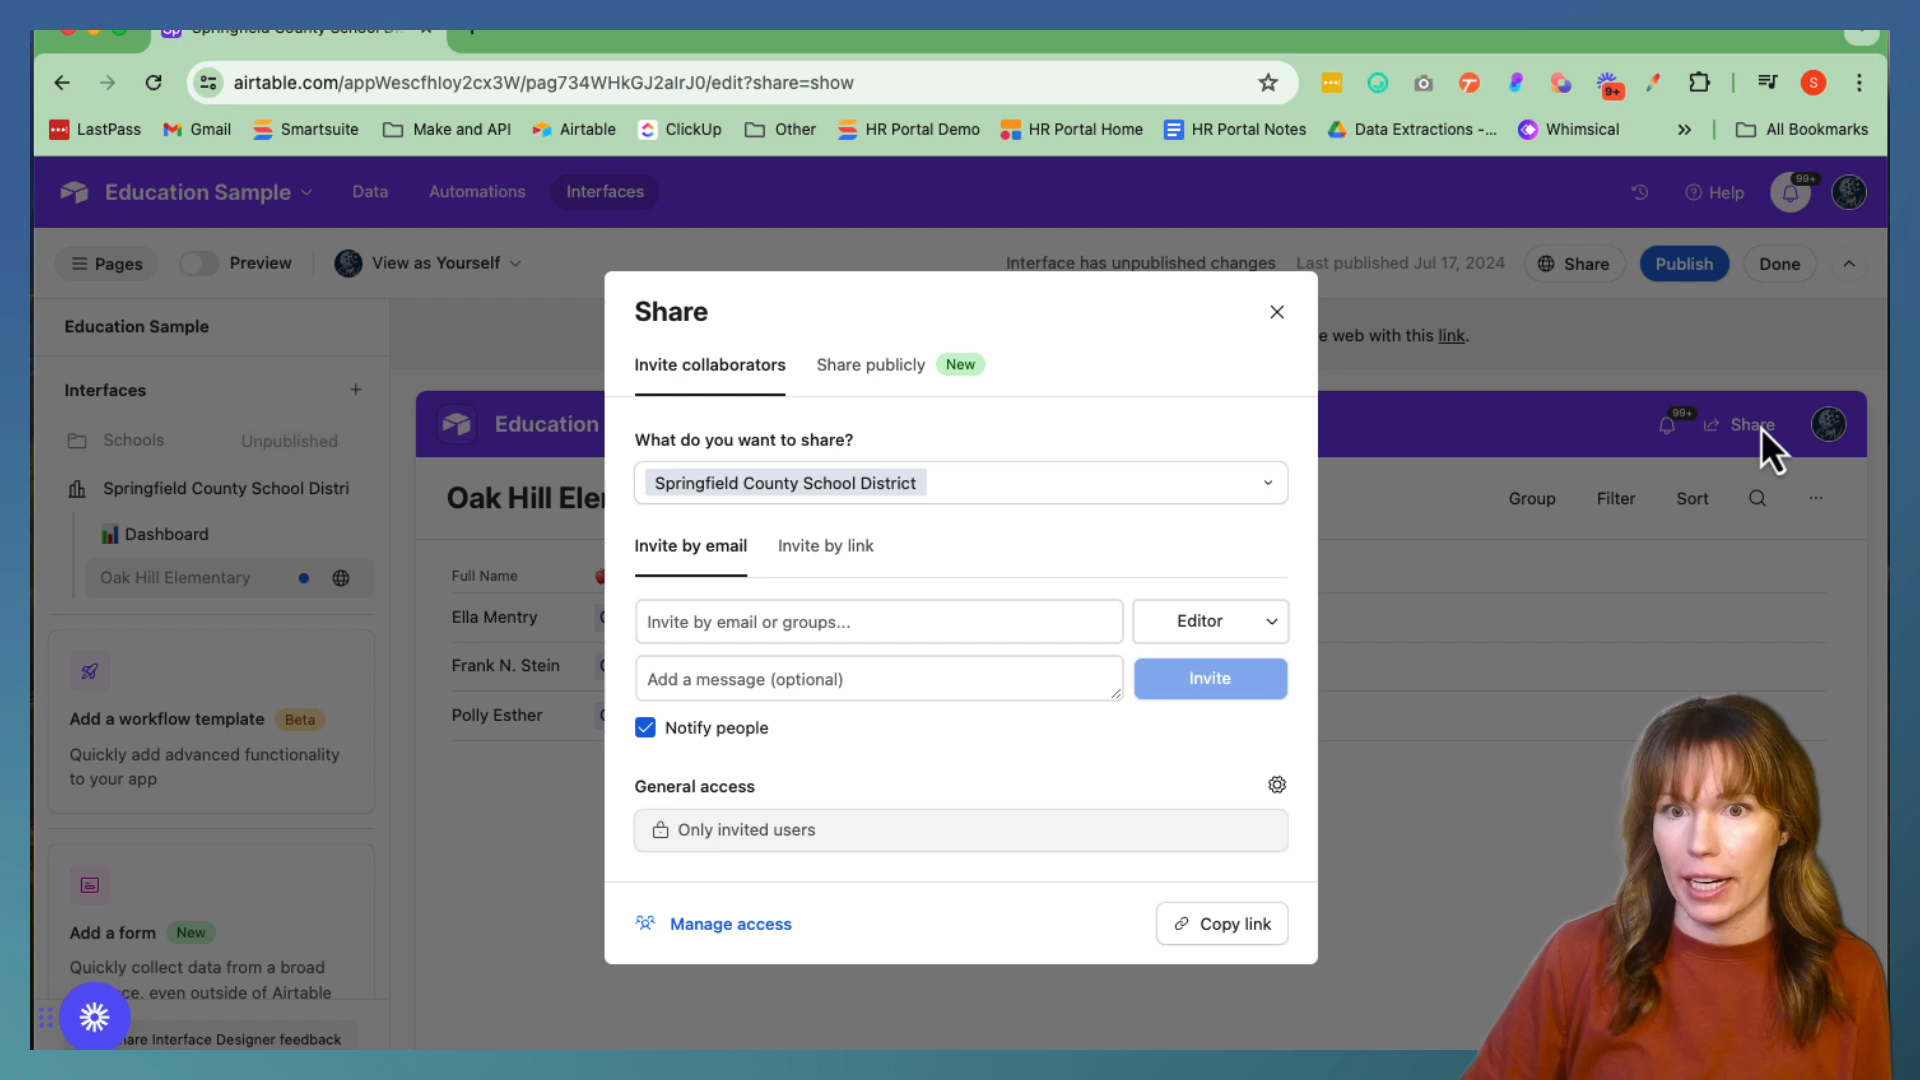 Springfield County School Di
airtable.com/appWescfhIoy2cx3W/pag734WHkGJ2alrJ0/edit?share=show
9+
S
LastPass Gmail Smartsuite Make and API Airtable ClickUp Other HR Portal Demo HR Portal Home HR Portal Notes Data Extractions -... Whimsical » All Bookmarks
Education Sample Data Automations Interfaces Help 99+
Pages Preview View as Yourself Interface has unpublished changes Last published Jul 17, 2024 Share Publish Done
Education Sample
Share
e web with this link.
Invite collaborators Share publicly New
Interfaces +
Schools Unpublished
Education
99+ Share
What do you want to share?
Springfield County School Distri
Springfield County School District
Oak Hill Ele
Group Filter Sort ...
Dashboard
Invite by email Invite by link
Oak Hill Elementary
Full Name
Ella Mentry
Invite by email or groups... Editor
Frank N. Stein
Add a message (optional) Invite
Polly Esther
Notify people
Add a workflow template Beta
Quickly add advanced functionality
to your app
General access
Only invited users
Manage access Copy link
Add a form New
Quickly collect data from a broad
ce, even outside of Airtable
are Interface Designer feedback